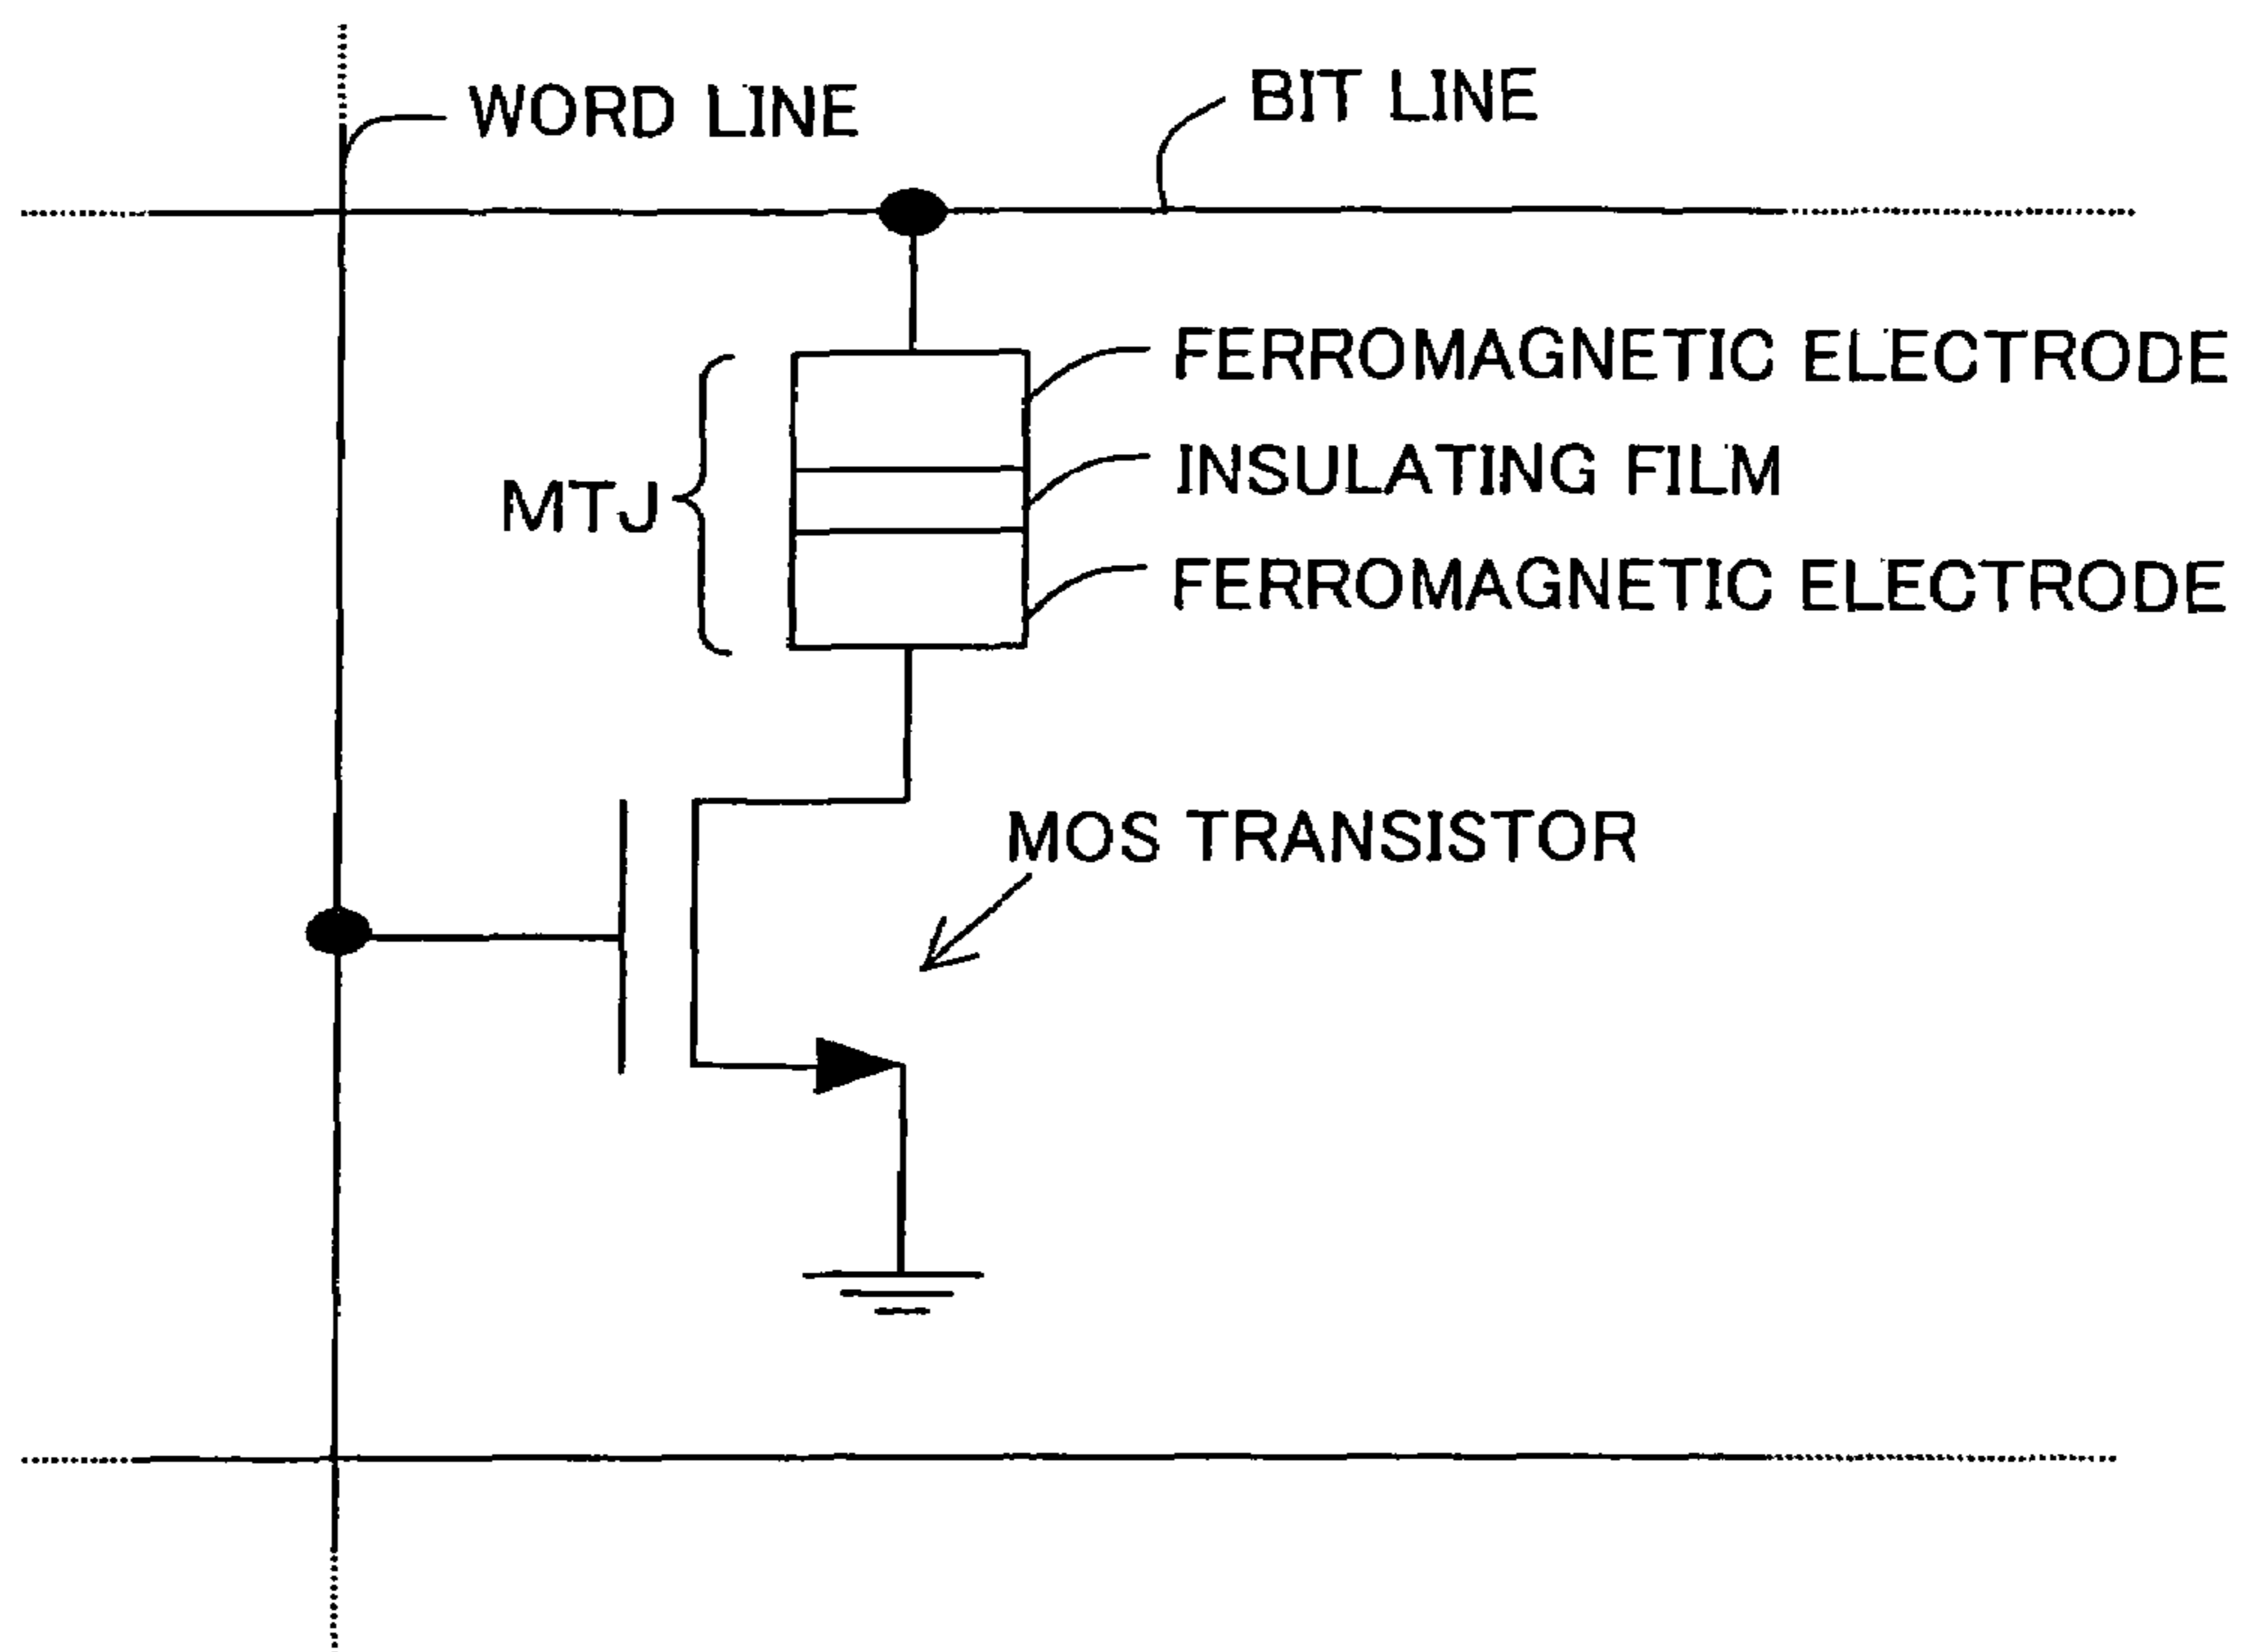 WORD LINE
BIT LINE
FERROMAGNETIC ELECTRODE
INSULATING FILM
MTJ
FERROMAGNETIC ELECTRODE
MOS TRANSISTOR